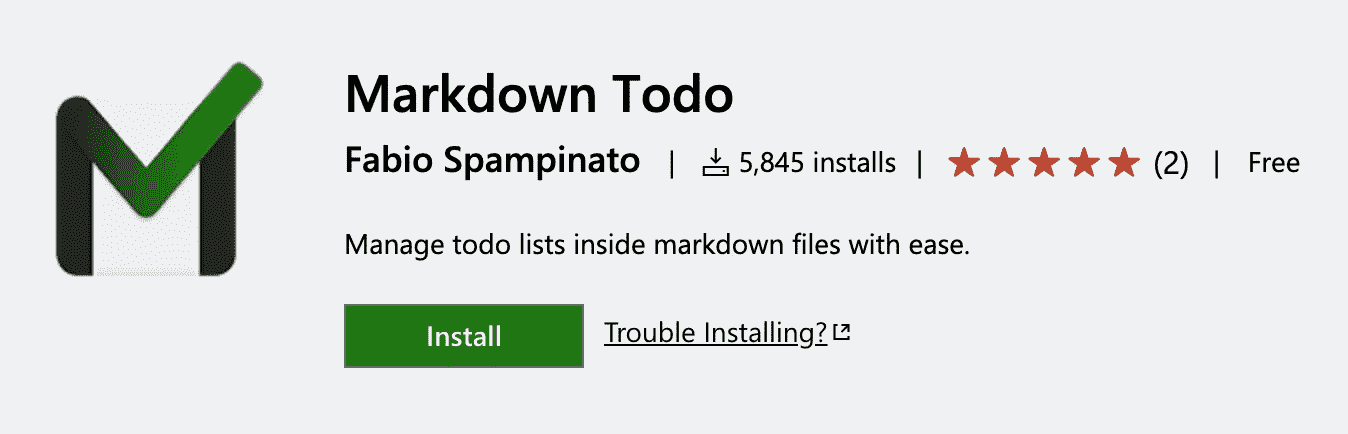 Markdown Todo
Fabio Spampinato | 5,845 installs | (2) | Free
Manage todo lists inside markdown files with ease.
Install Trouble Installing?